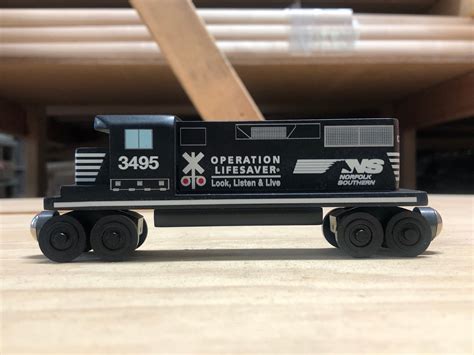 3495
OPERATION
LIFESAVER®
Look, Listen & Live
NS
NORFOLK
SOUTHERN